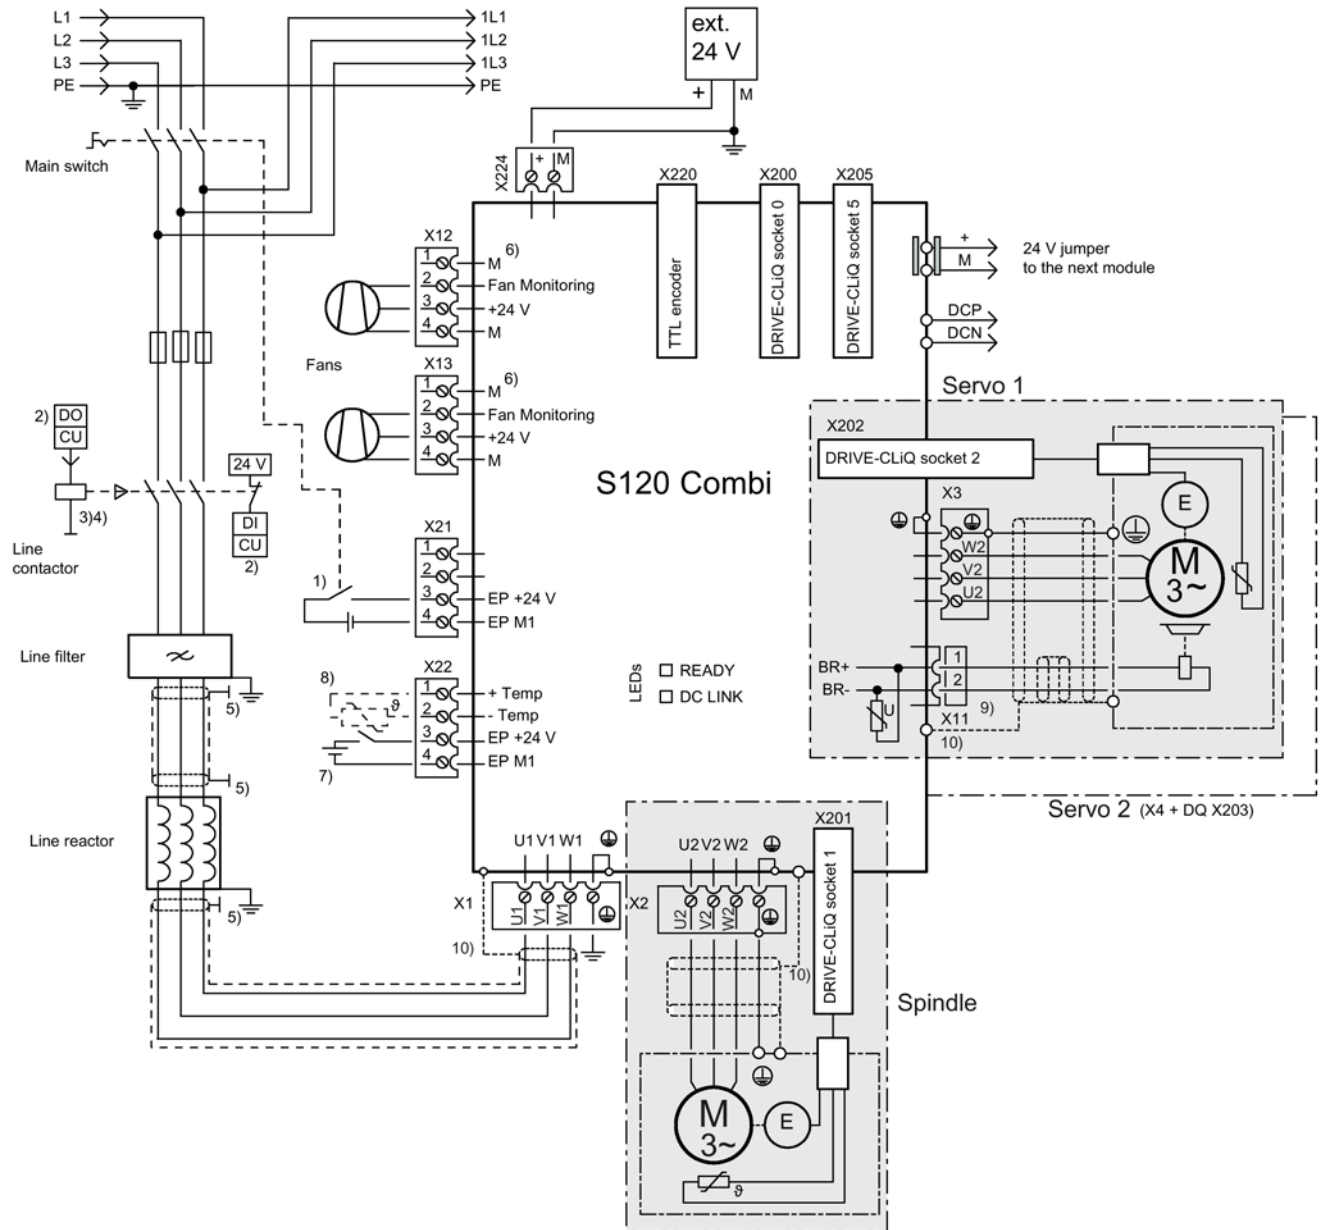 L1
1L1
L2
1L2
L3
1L3
PE
PE
ext.
24 V
+
M
Main switch
X224
+
M
X220
TTL encoder
X200
DRIVE-CLiQ socket 0
X205
DRIVE-CLiQ socket 5
+
M
24 V jumper
to the next module
DCP
DCN
X12
1
M
6)
2
Fan Monitoring
3
+24 V
4
M
Fans
X13
1
M
6)
2
Fan Monitoring
3
+24 V
4
M
S120 Combi
Servo 1
X202
DRIVE-CLiQ socket 2
X3
E
M
3~
W2
V2
U2
BR+
BR-
1
2
U
X11
9)
10)
Servo 2 (X4 + DQ X203)
2)
DO
CU
24 V
3)4)
DI
CU
2)
Line
contactor
X21
1
2
1)
3
EP +24 V
4
EP M1
Line filter
5)
X22
8)
1
+ Temp
ϑ
2
- Temp
3
EP +24 V
7)
4
EP M1
LEDs
READY
DC LINK
5)
Line reactor
5)
U1 V1 W1
X1
U1
V1
W1
10)
U2 V2 W2
X2
U2
V2
W2
10)
X201
DRIVE-CLiQ socket 1
Spindle
M
3~
E
ϑ